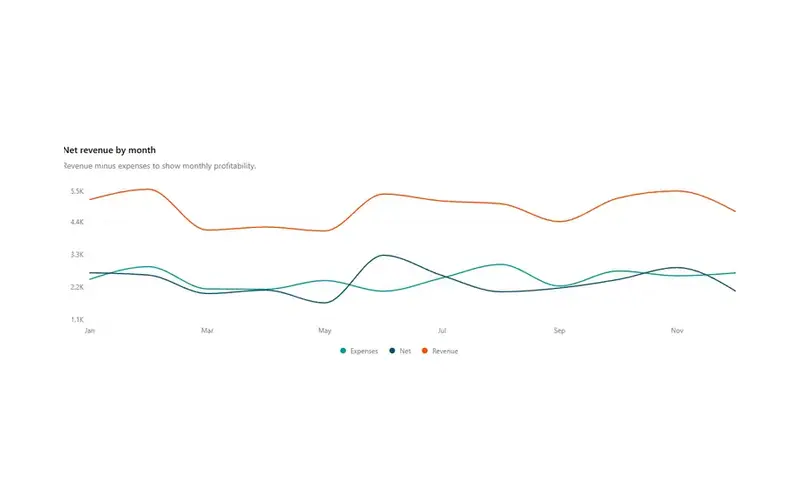 Net revenue by month
Revenue minus expenses to show monthly profitability.
5.5K
4.4K
3.3K
2.2K
1.1K
Jan Mar May Jul Sep Nov
Expenses Net Revenue